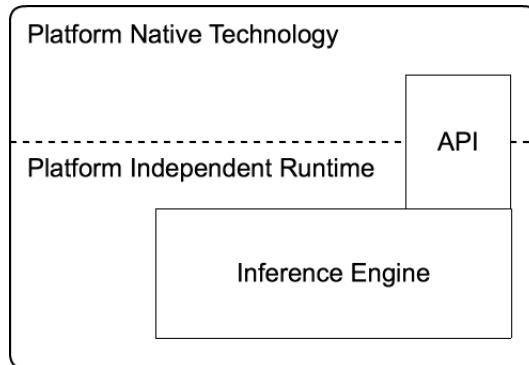 Platform Native Technology
API
Platform Independent Runtime
Inference Engine